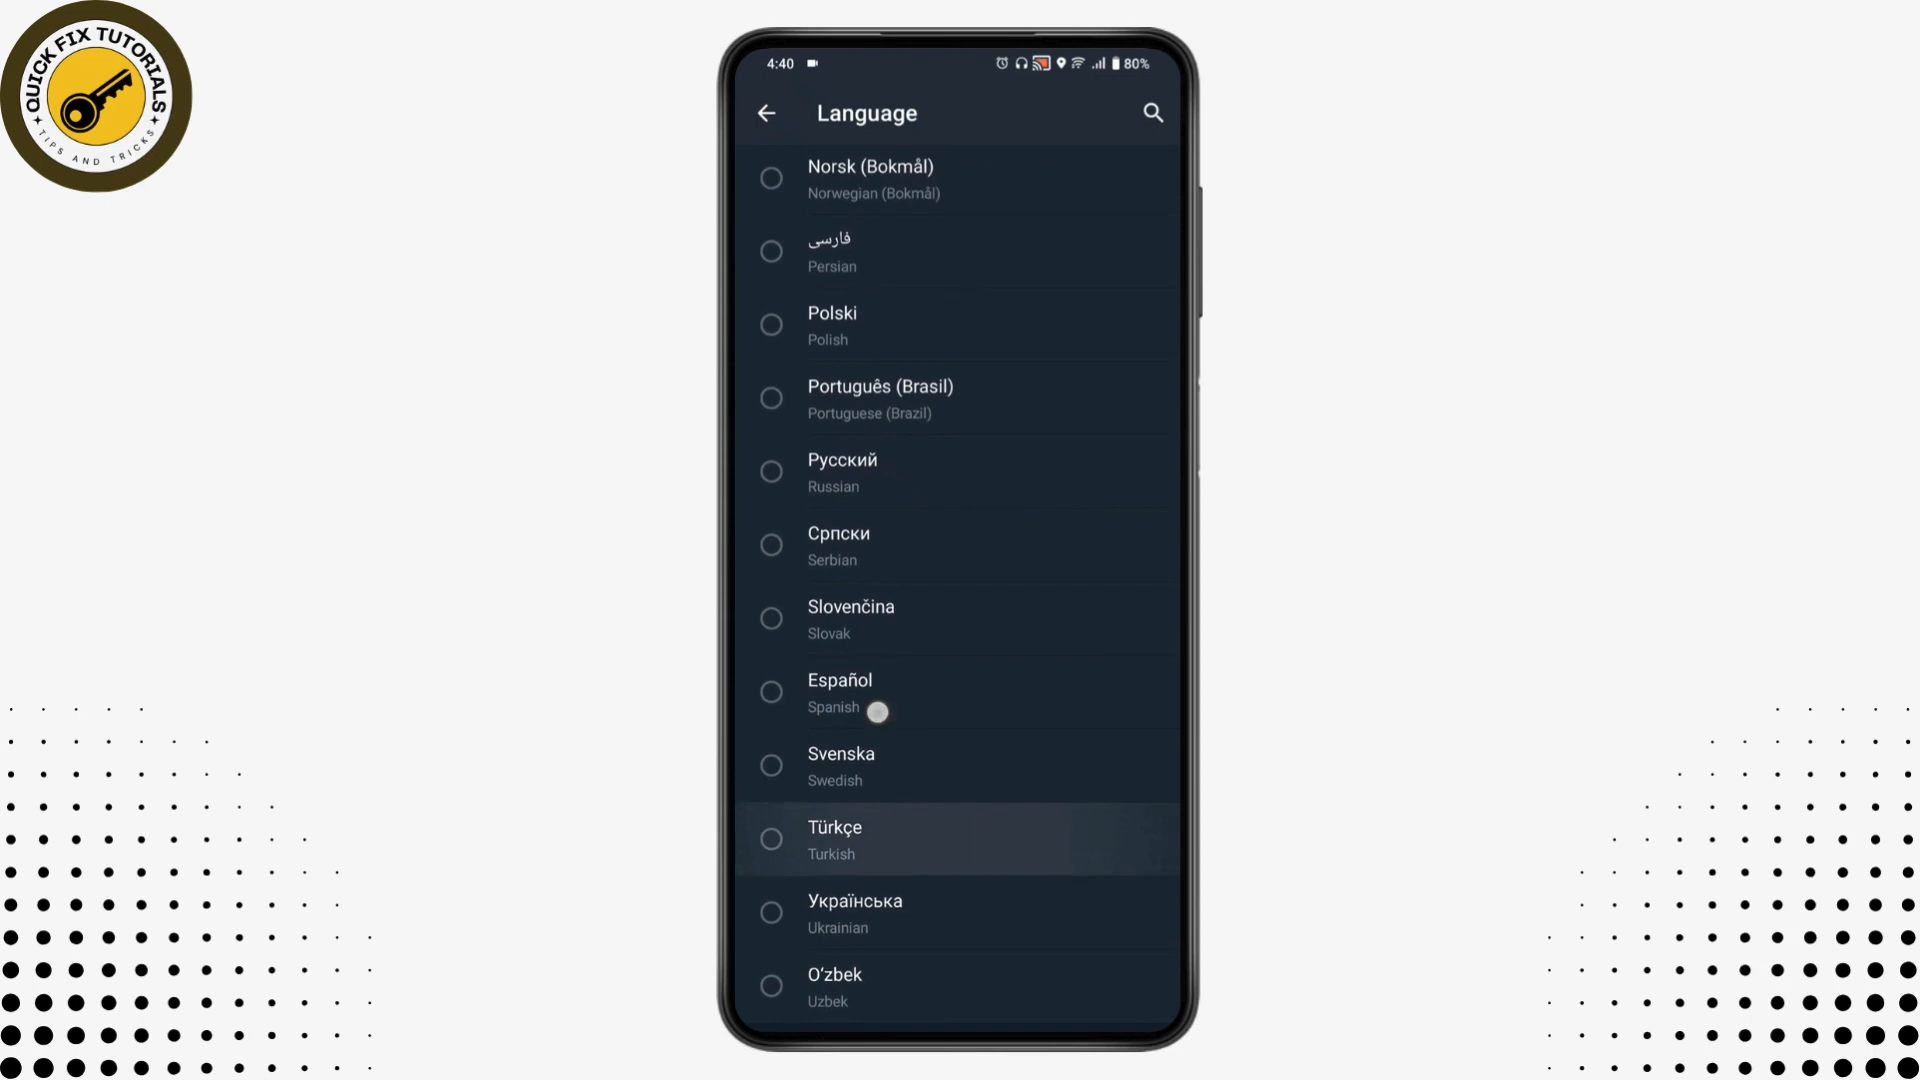 QUICK FIX TUTORIALS
TIPS AND TRICKS
4:40
80%
Language
Norsk (Bokmål)
Norwegian (Bokmål)
فارسی
Persian
Polski
Polish
Português (Brasil)
Portuguese (Brazil)
Русский
Russian
Српски
Serbian
Slovenčina
Slovak
Español
Spanish
Svenska
Swedish
Türkçe
Turkish
Українська
Ukrainian
O‘zbek
Uzbek